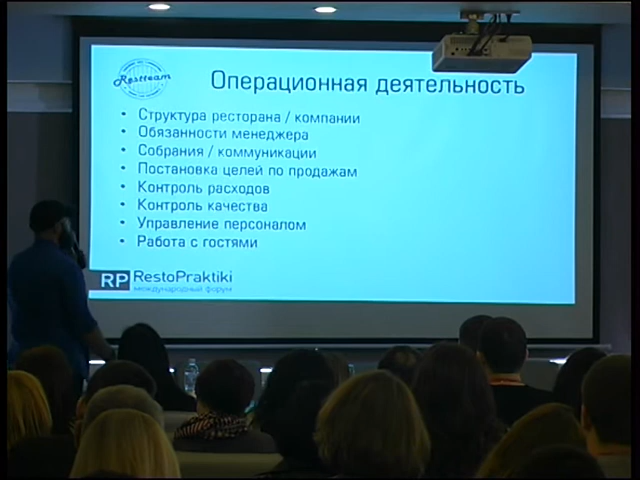 Restteam
Операционная деятельность
• Структура ресторана / компании
• Обязанности менеджера
• Собрания / коммуникации
• Постановка целей по продажам
• Контроль расходов
• Контроль качества
• Управление персоналом
• Работа с гостями
RP RestoPraktiki
международный форум